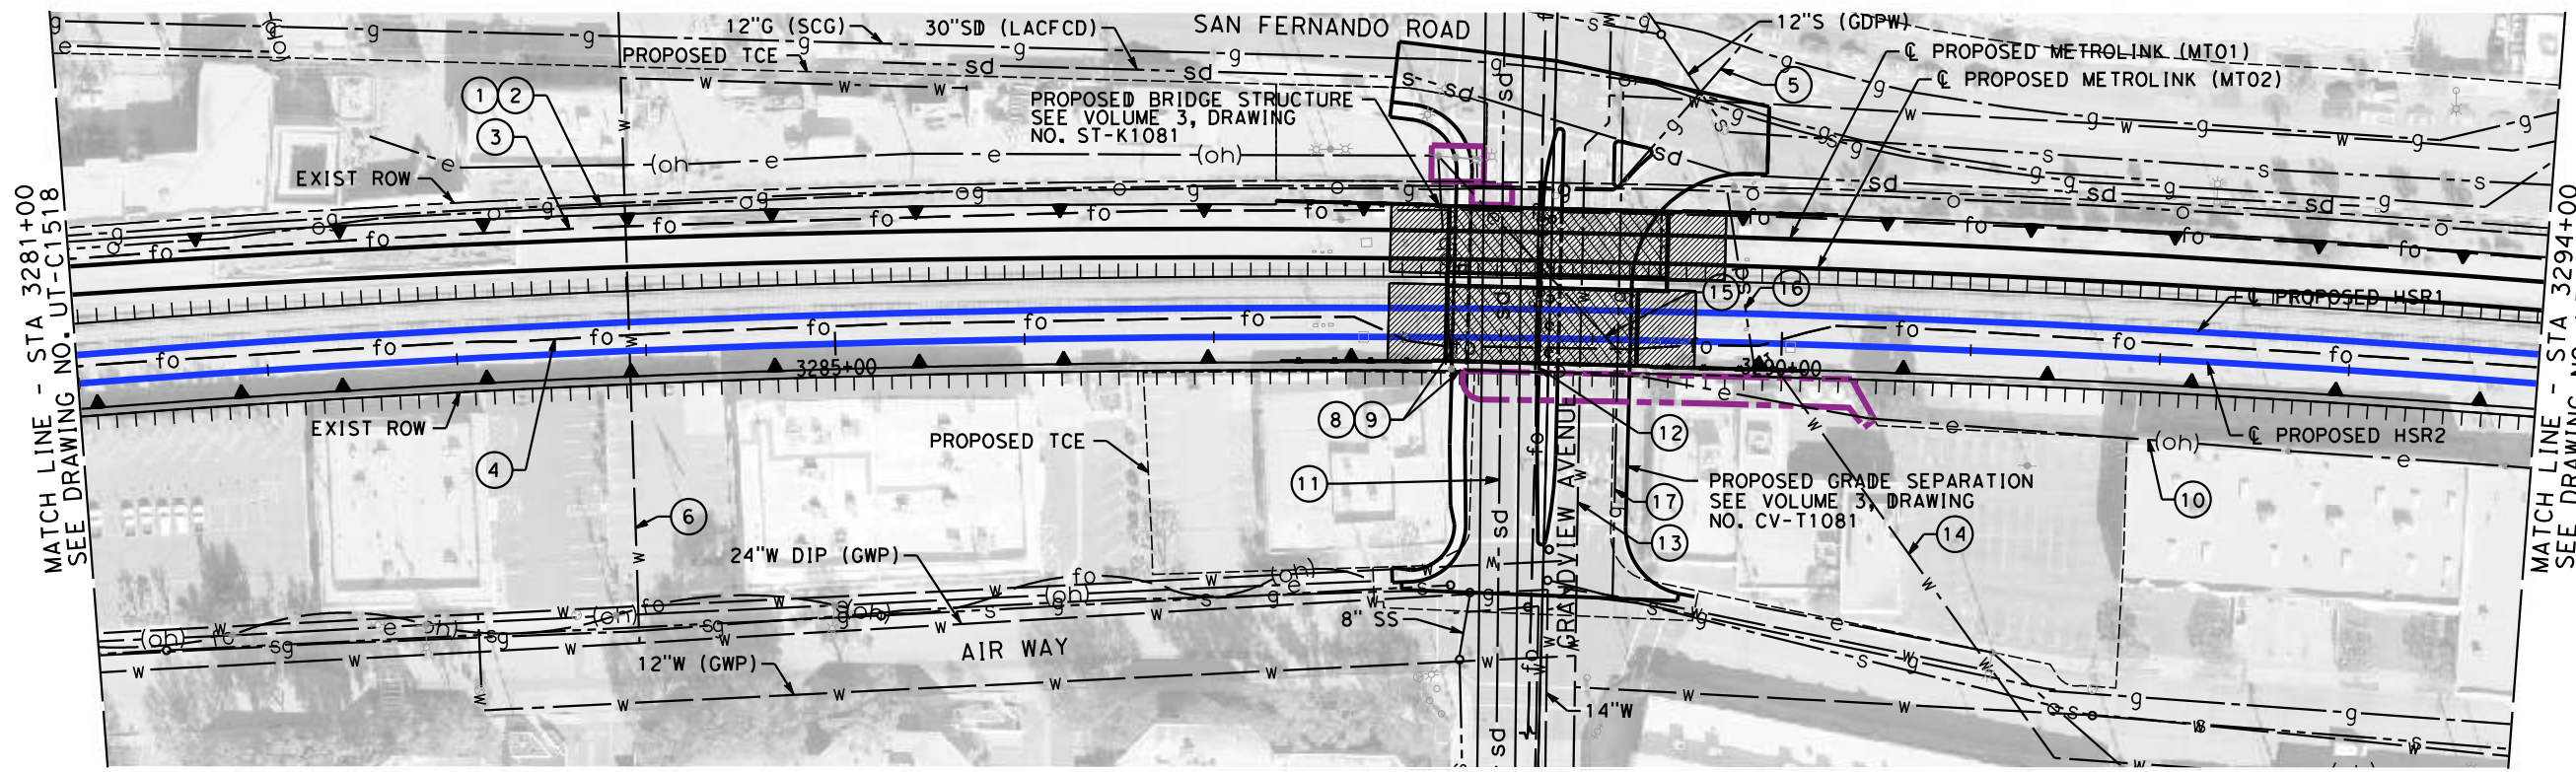 12"G (SCG)
30"SD (LACFCD)
SAN FERNANDO ROAD
12"S (GDPW)
PROPOSED TCE
℄ PROPOSED METROLINK (MT01)
℄ PROPOSED METROLINK (MT02)
1 2
3
5
PROPOSED BRIDGE STRUCTURE
SEE VOLUME 3, DRAWING
NO. ST-K1081
EXIST ROW
MATCH LINE - STA 3281+00
SEE DRAWING NO. UT-C1518
15
16
℄ PROPOSED HSR1
3285+00
3290+00
EXIST ROW
4
PROPOSED TCE
8 9
12
℄ PROPOSED HSR2
11
GRANDVIEW AVENUE
PROPOSED GRADE SEPARATION
SEE VOLUME 3, DRAWING
NO. CV-T1081
17
10
6
13
14
24"W DIP (GWP)
8" SS
AIR WAY
12"W (GWP)
14"W
MATCH LINE - STA 3294+00
SEE DRAWING NO.